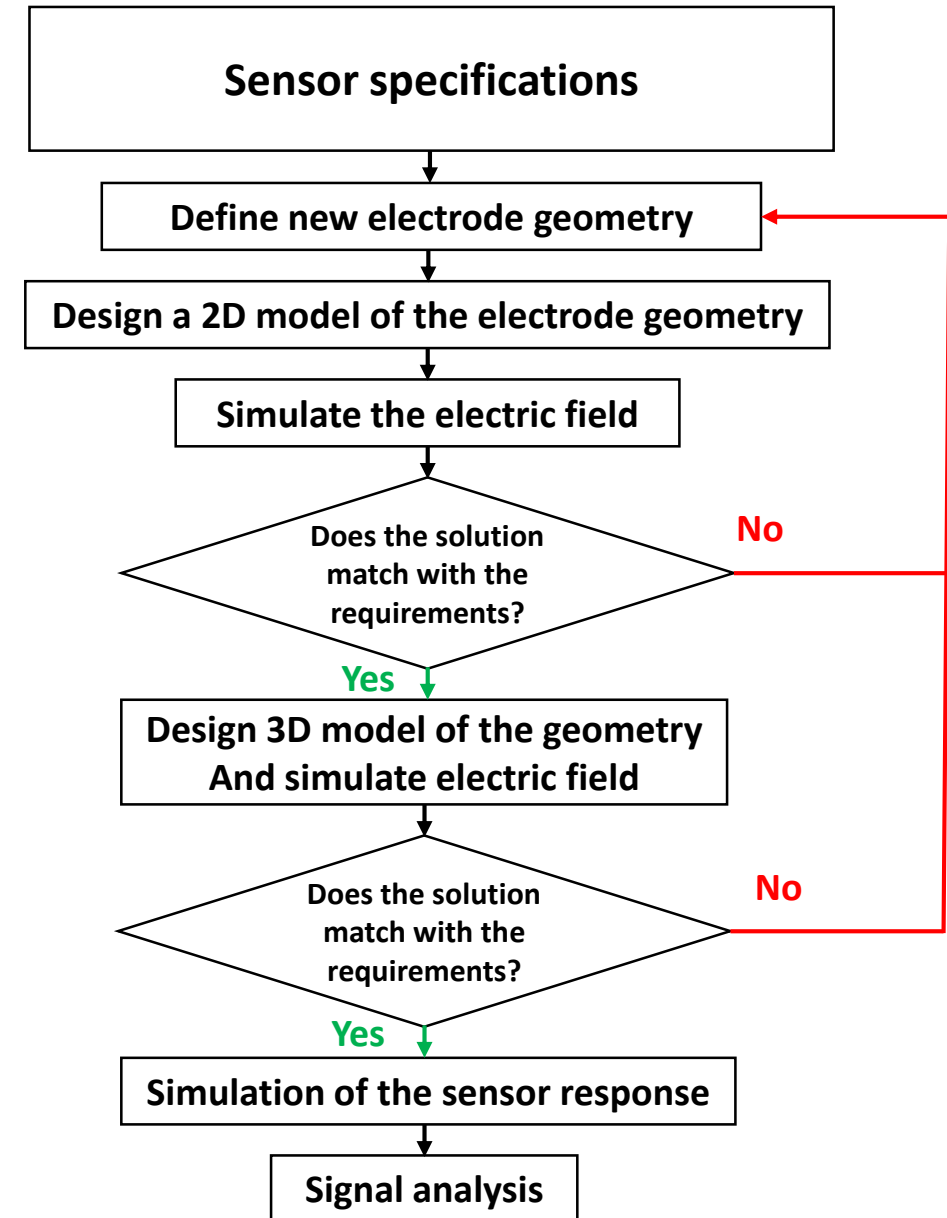 Sensor specifications
Define new electrode geometry
Design a 2D model of the electrode geometry
Simulate the electric field
Does the solution
match with the
requirements?
No
Yes
Design 3D model of the geometry
And simulate electric field
Does the solution
match with the
requirements?
No
Yes
Simulation of the sensor response
Signal analysis